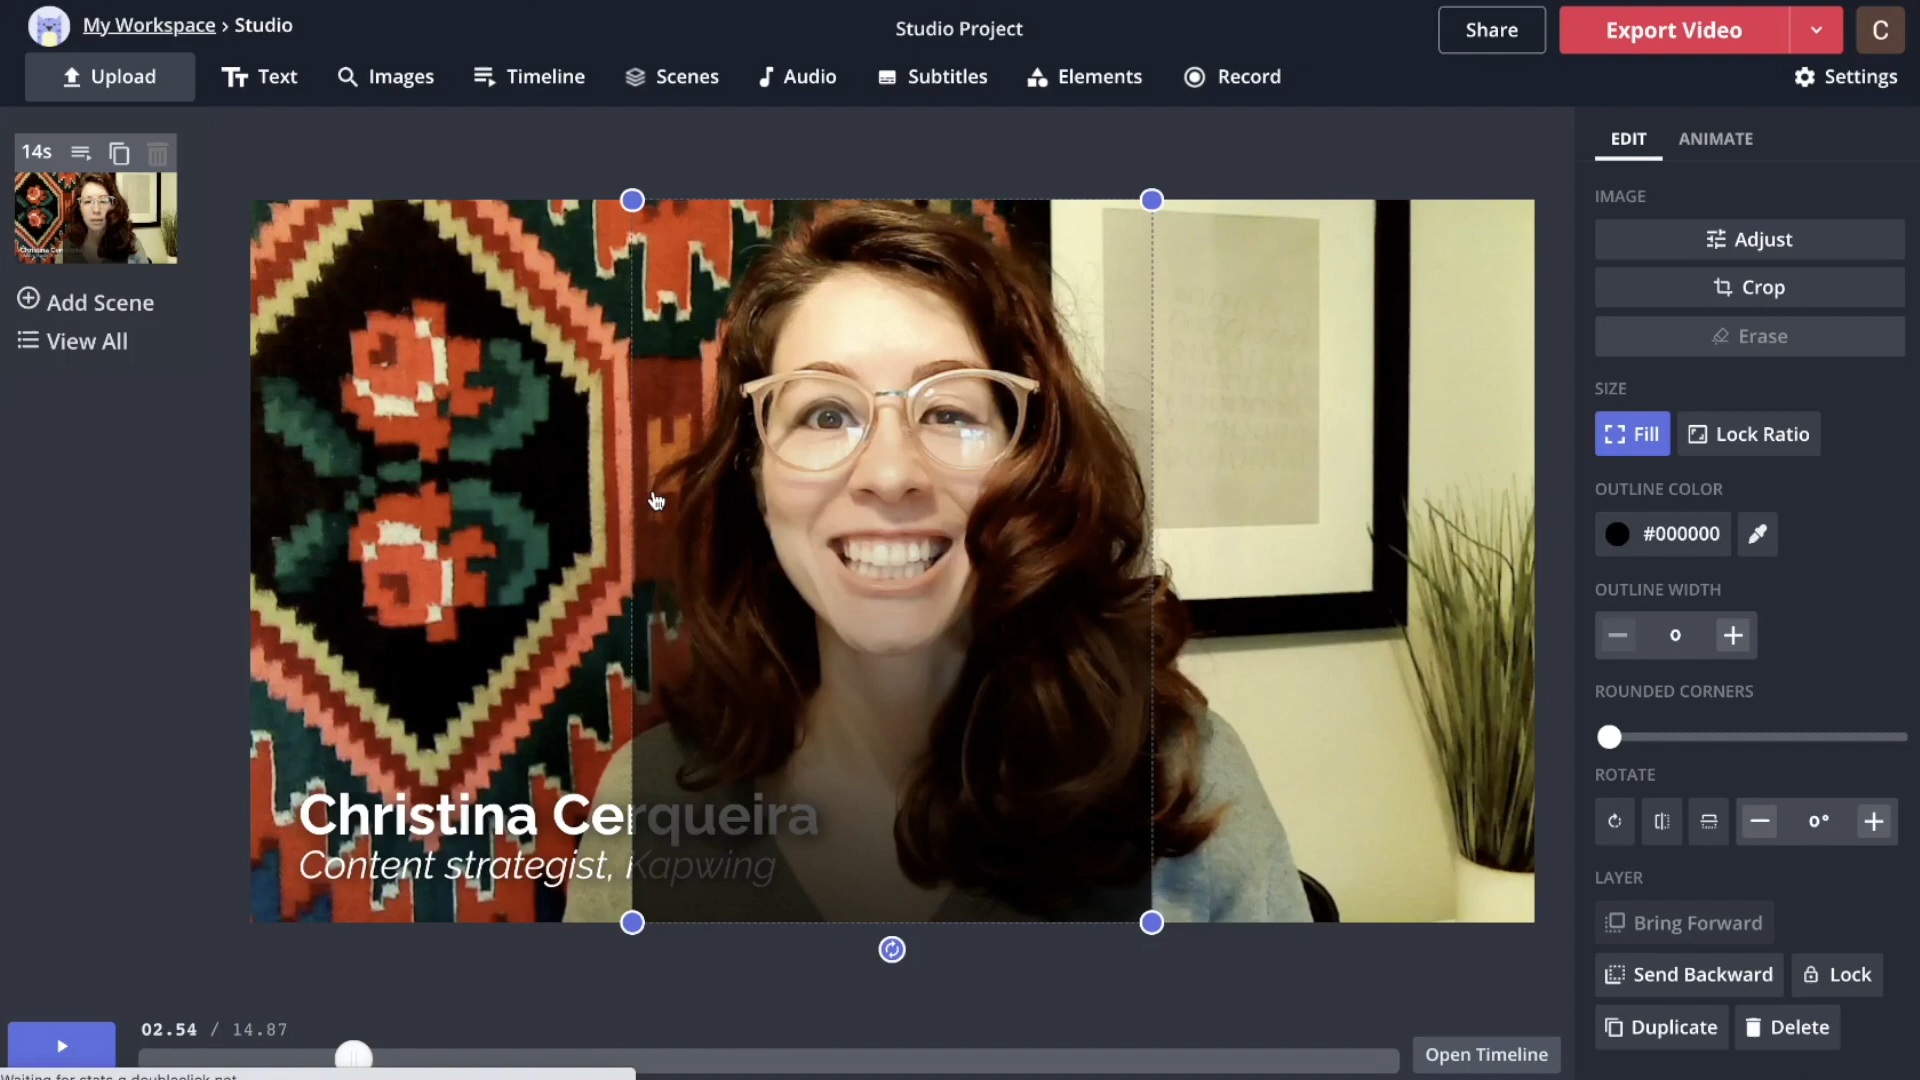 My Workspace › Studio
Studio Project
Share
Export Video
C
Upload
Text
Images
Timeline
Scenes
Audio
Subtitles
Elements
Record
Settings
14s
Add Scene
View All
Christina Cerqueira
Content strategist, Kapwing
EDIT
ANIMATE
IMAGE
Adjust
Crop
Erase
SIZE
Fill
Lock Ratio
OUTLINE COLOR
#000000
OUTLINE WIDTH
0
ROUNDED CORNERS
ROTATE
0°
LAYER
Bring Forward
Send Backward
Lock
Duplicate
Delete
02.54 / 14.87
Open Timeline